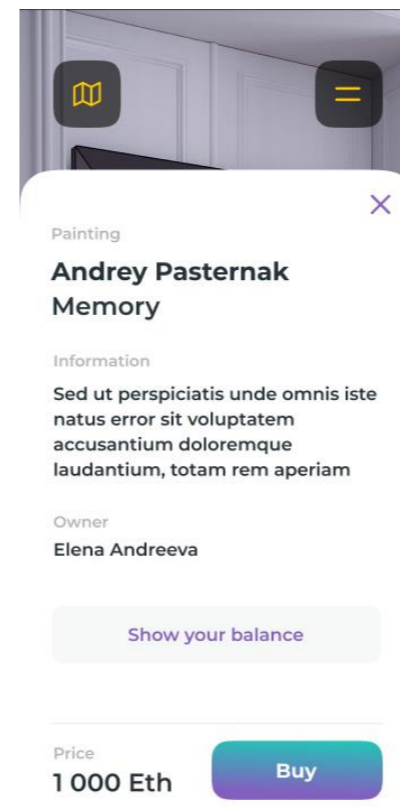 Painting
Andrey Pasternak
Memory
Information
Sed ut perspiciatis unde omnis iste
natus error sit voluptatem
accusantium doloremque
laudantium, totam rem aperiam
Owner
Elena Andreeva
Show your balance
Price
1 000 Eth
Buy